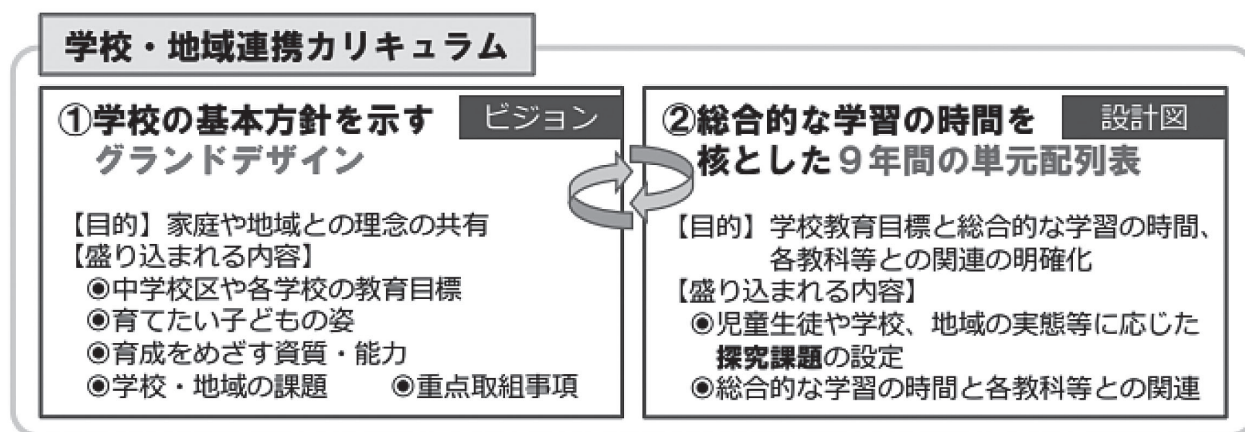 学校・地域連携カリキュラム
①学校の基本方針を示す
グランドデザイン
ビジョン
【目的】家庭や地域との理念の共有
【盛り込まれる内容】
◉中学校区や各学校の教育目標
◉育てたい子どもの姿
◉育成をめざす資質・能力
◉学校・地域の課題　◉重点取組事項
②総合的な学習の時間を
核とした９年間の単元配列表
設計図
【目的】学校教育目標と総合的な学習の時間、
各教科等との関連の明確化
【盛り込まれる内容】
◉児童生徒や学校、地域の実態等に応じた
探究課題の設定
◉総合的な学習の時間と各教科等との関連